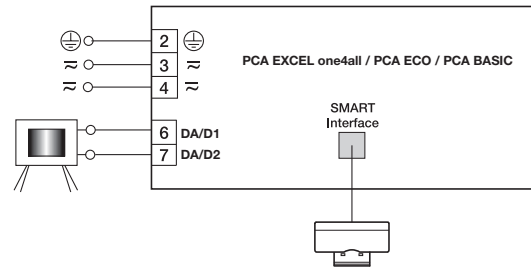 2
3
4
PCA EXCEL one4all / PCA ECO / PCA BASIC
SMART
Interface
6 DA/D1
7 DA/D2